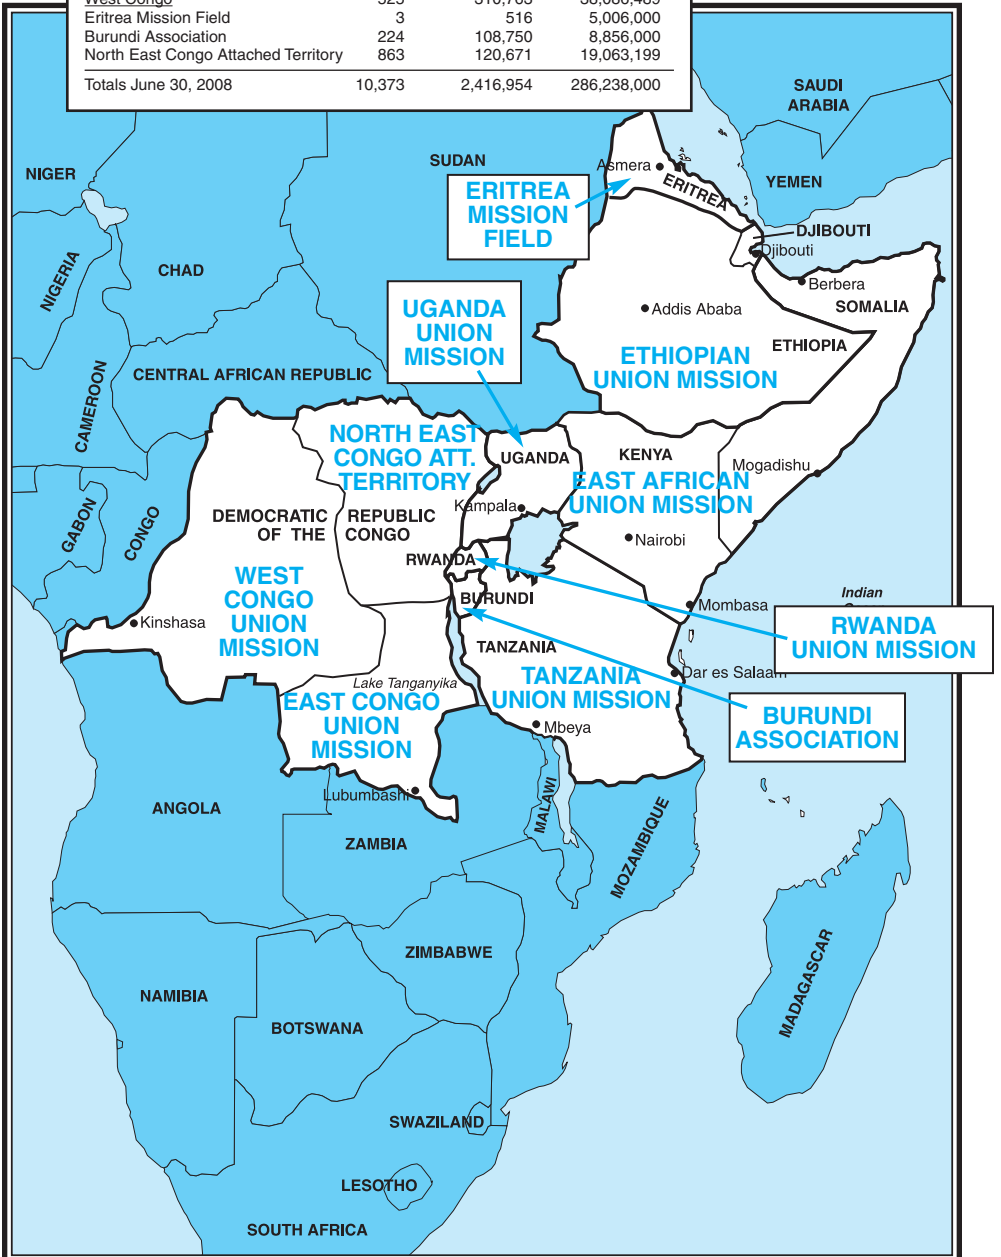 West Congo
Eritrea Mission Field 3 516 5,006,000
Burundi Association 224 108,750 8,856,000
North East Congo Attached Territory 863 120,671 19,063,199
Totals June 30, 2008 10,373 2,416,954 286,238,000
SAUDI
ARABIA
NIGER
SUDAN
Asmera
ERITREA
YEMEN
ERITREA
MISSION
FIELD
DJIBOUTI
Djibouti
NIGERIA
CHAD
Berbera
SOMALIA
Addis Ababa
UGANDA
UNION
MISSION
ETHIOPIA
ETHIOPIAN
UNION MISSION
CENTRAL AFRICAN REPUBLIC
CAMEROON
NORTH EAST
CONGO ATT.
TERRITORY
UGANDA
KENYA
Mogadishu
EAST AFRICAN
UNION MISSION
Kampala
GABON
CONGO
DEMOCRATIC REPUBLIC
OF THE CONGO
Nairobi
RWANDA
WEST
CONGO
UNION
MISSION
BURUNDI
Indian
Mombasa
Kinshasa
RWANDA
UNION MISSION
TANZANIA
Dar es Salaam
Lake Tanganyika
TANZANIA
UNION MISSION
EAST CONGO
UNION
MISSION
Mbeya
BURUNDI
ASSOCIATION
Lubumbashi
ANGOLA
MALAWI
ZAMBIA
MOZAMBIQUE
ZIMBABWE
MADAGASCAR
NAMIBIA
BOTSWANA
SWAZILAND
LESOTHO
SOUTH AFRICA